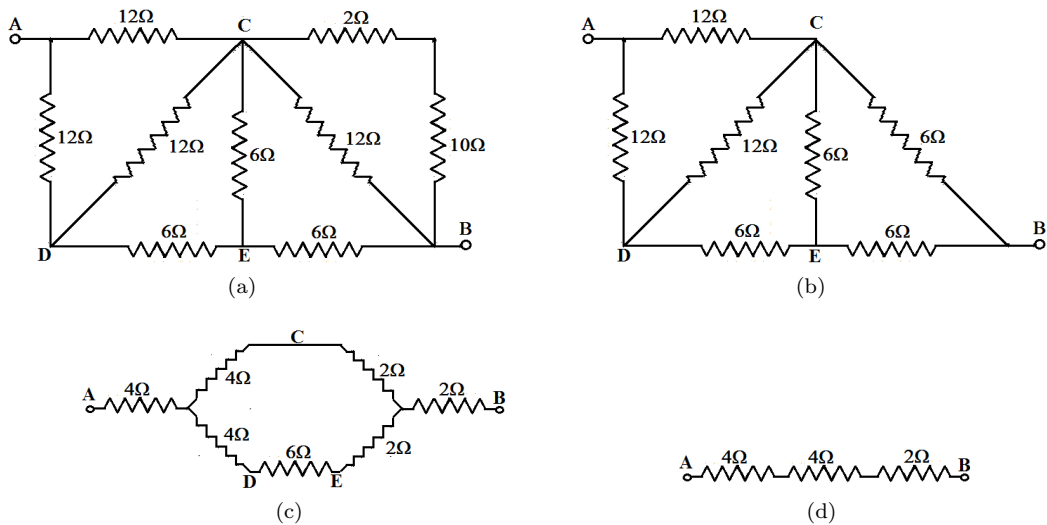 A 12Ω C 2Ω
12Ω 12Ω 6Ω 12Ω 10Ω
6Ω 6Ω B
D E
(a)
A 12Ω C
12Ω 12Ω 6Ω 6Ω
6Ω 6Ω B
D E
(b)
C
4Ω 2Ω
A 4Ω 2Ω B
4Ω 6Ω 2Ω
D E
(c)
A 4Ω 4Ω 2Ω B
(d)